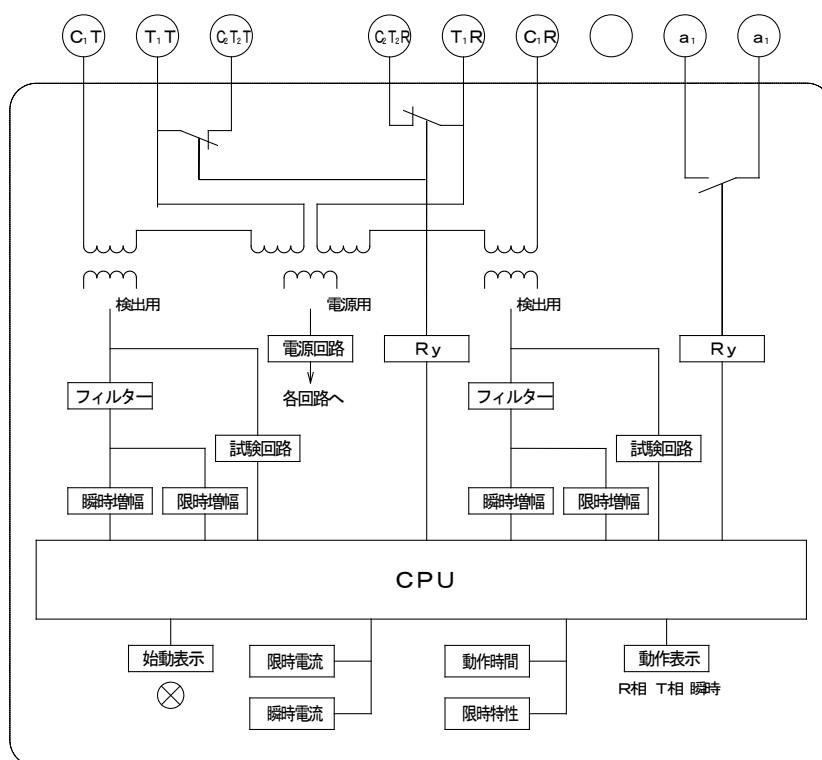 C₁T T₁T C₂T₂T C₂T₂R T₁R C₁R a₁ a₁
検出用 電源用 検出用
電源回路 Ry Ry
フィルター 各回路へ フィルター
試験回路 試験回路
瞬時増幅 限時増幅 瞬時増幅 限時増幅
CPU
始動表示 限時電流 動作時間 動作表示
R相 T相 瞬時
瞬時電流 限時特性